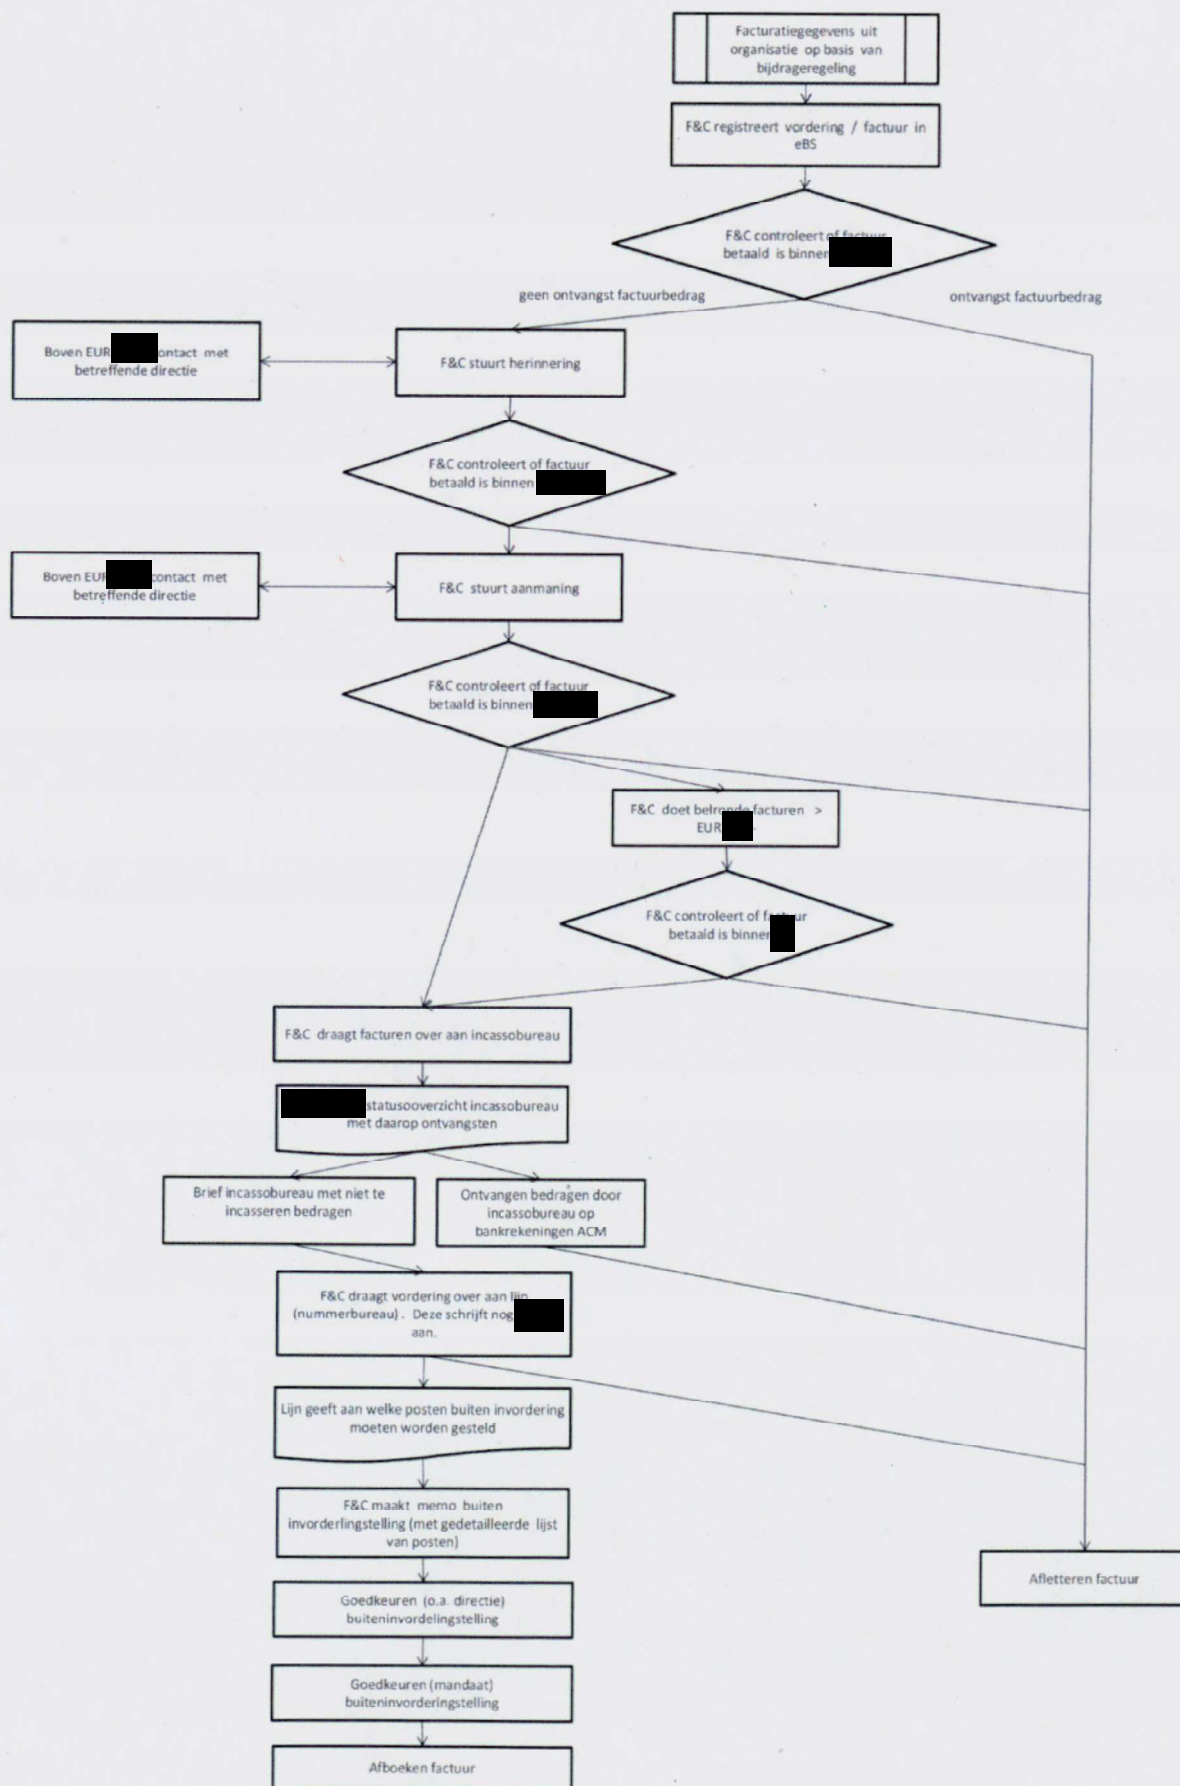 Facturatiegegevens uit
organisatie op basis van
bijdrageregeling
F&C registreert vordering / factuur in
eBS
F&C controleert of factuur
betaald is binnen
geen ontvangst factuurbedrag
ontvangst factuurbedrag
Boven EUR contact met
betreffende directie
F&C stuurt herinnering
F&C controleert of factuur
betaald is binnen
Boven EUR contact met
betreffende directie
F&C stuurt aanmaning
F&C controleert of factuur
betaald is binnen
F&C doet belronde facturen >
EUR
F&C controleert of factuur
betaald is binnen
F&C draagt facturen over aan incassobureau
statusooverzicht incassobureau
met daarop ontvangsten
Brief incassobureau met niet te
incasseren bedragen
Ontvangen bedragen door
incassobureau op
bankrekeningen ACM
F&C draagt vordering over aan lijn
(nummerbureau). Deze schrijft nog
aan.
Lijn geeft aan welke posten buiten invordering
moeten worden gesteld
F&C maakt memo buiten
invorderlingstelling (met gedetailleerde lijst
van posten)
Afletteren factuur
Goedkeuren (o.a. directie)
buiteninvordelingstelling
Goedkeuren (mandaat)
buiteninvorderingstelling
Afboeken factuur